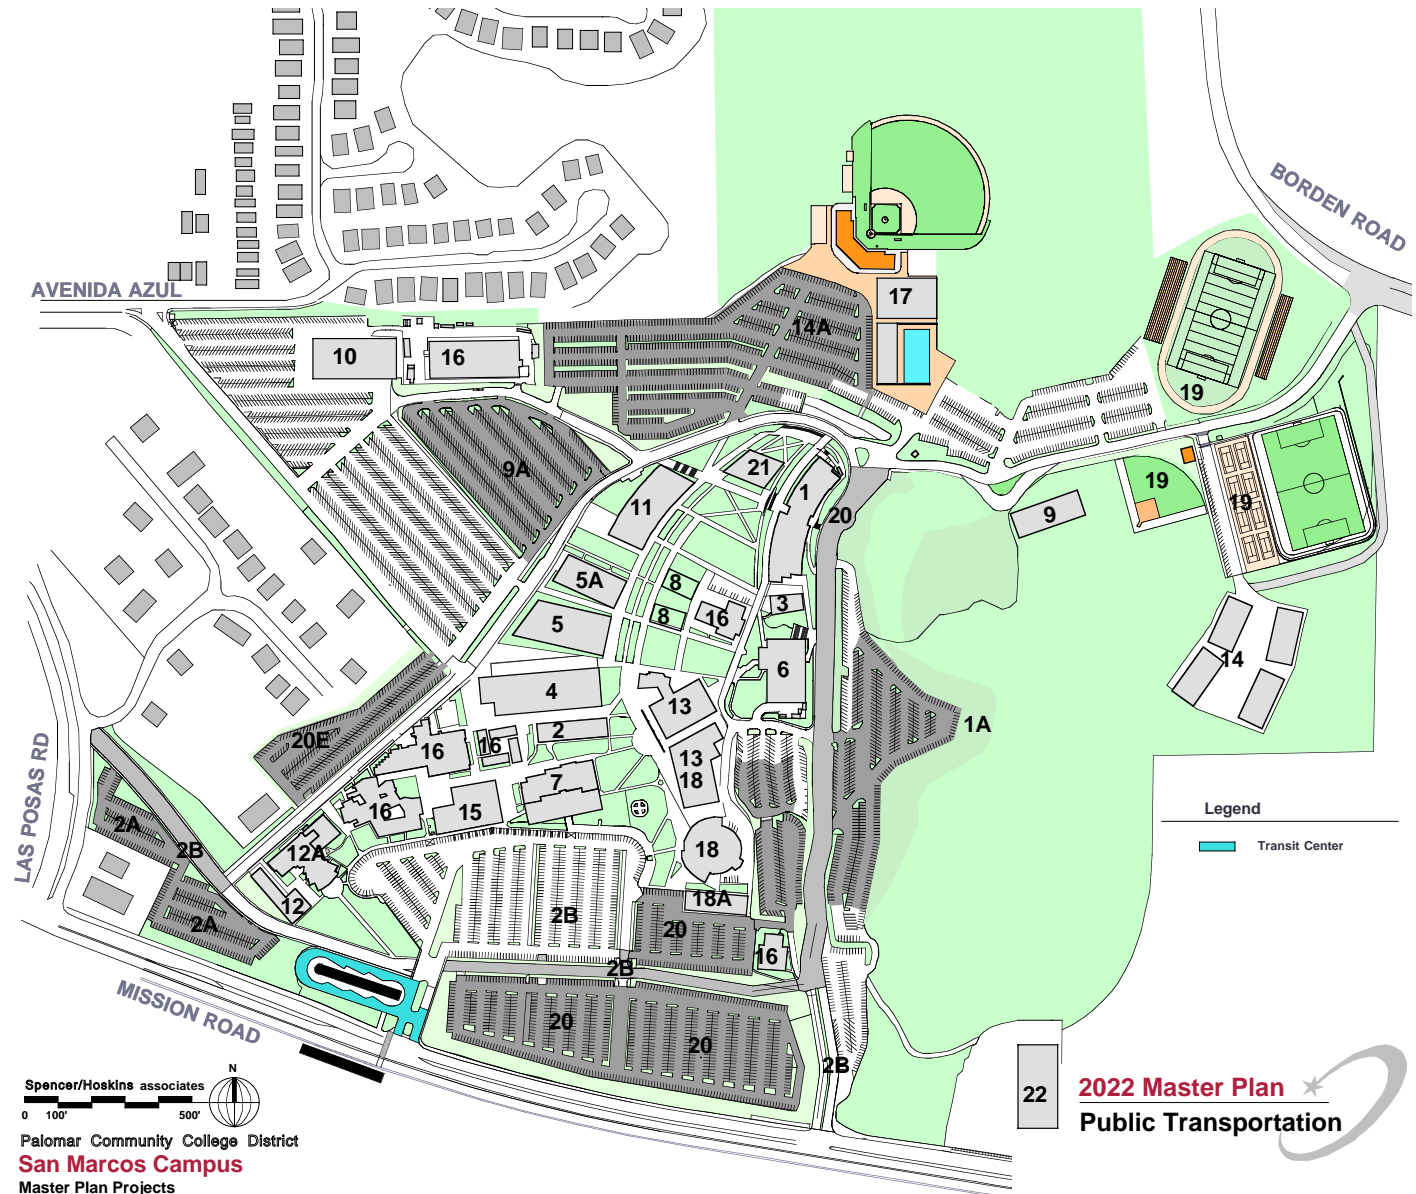 BORDEN ROAD
AVENIDA AZUL
17
14A
10
16
19
9A
21
11
1
20
19
19
9
5A
8
3
8
16
5
14
6
4
13
1A
2
16
16
20E
13
18
7
LAS POSAS RD
16
15
2A
2B
12A
18
Legend
Transit Center
12
18A
2A
2B
20
16
2B
MISSION ROAD
20
20
2B
N
Spencer/Hoskins associates
0 100' 500'
22
2022 Master Plan
Public Transportation
Palomar Community College District
San Marcos Campus
Master Plan Projects